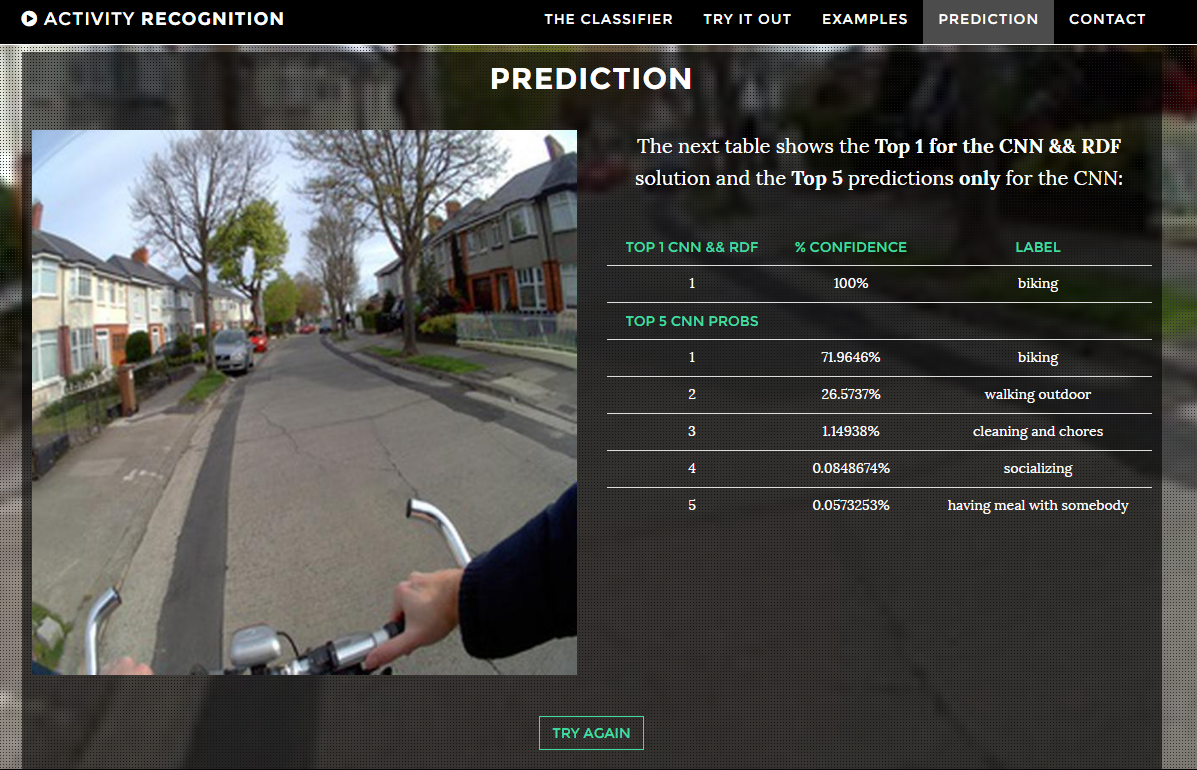 ACTIVITY RECOGNITION
THE CLASSIFIER TRY IT OUT EXAMPLES PREDICTION CONTACT
PREDICTION
The next table shows the Top 1 for the CNN && RDF
solution and the Top 5 predictions only for the CNN:
TOP 1 CNN && RDF % CONFIDENCE LABEL
1 100% biking
TOP 5 CNN PROBS
1 71.9646% biking
2 26.5737% walking outdoor
3 1.14938% cleaning and chores
4 0.0848674% socializing
5 0.0573253% having meal with somebody
TRY AGAIN